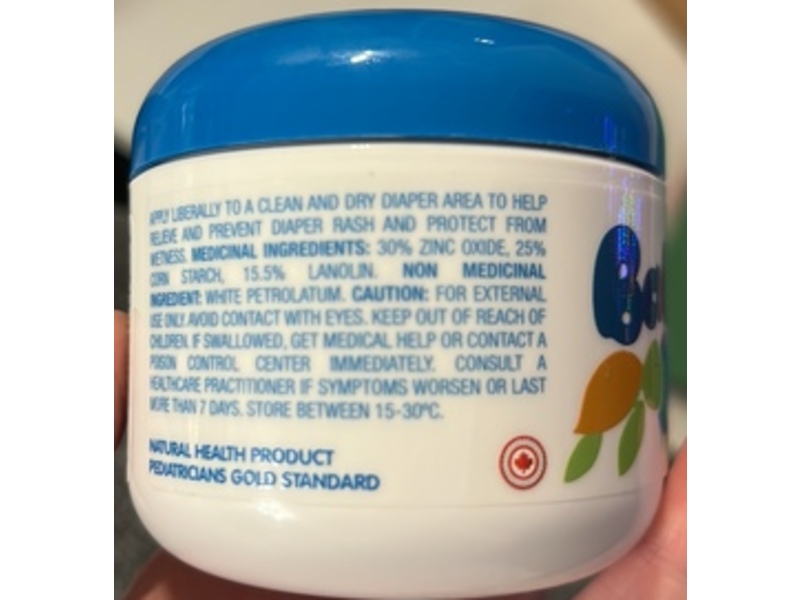 APPLY LIBERALLY TO A CLEAN AND DRY DIAPER AREA TO HELP
RELIEVE AND PREVENT DIAPER RASH AND PROTECT FROM
WETNESS. MEDICINAL INGREDIENTS: 30% ZINC OXIDE, 25%
CORN STARCH, 15.5% LANOLIN. NON MEDICINAL
INGREDIENT: WHITE PETROLATUM. CAUTION: FOR EXTERNAL
USE ONLY. AVOID CONTACT WITH EYES. KEEP OUT OF REACH OF
CHILDREN. IF SWALLOWED, GET MEDICAL HELP OR CONTACT A
POISON CONTROL CENTER IMMEDIATELY. CONSULT A
HEALTHCARE PRACTITIONER IF SYMPTOMS WORSEN OR LAST
MORE THAN 7 DAYS. STORE BETWEEN 15-30ºC.
NATURAL HEALTH PRODUCT
PEDIATRICIANS GOLD STANDARD